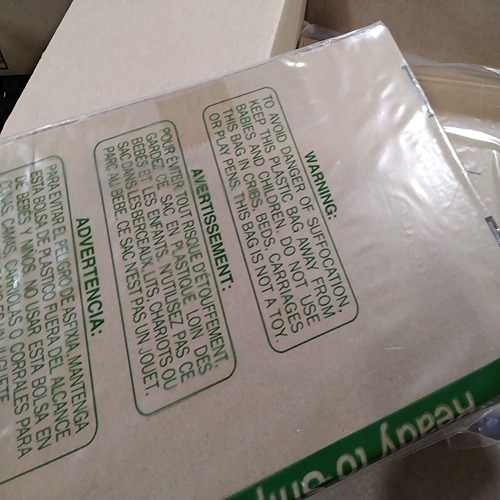 WARNING:
TO AVOID DANGER OF SUFFOCATION,
KEEP THIS PLASTIC BAG AWAY FROM
BABIES AND CHILDREN. DO NOT USE
THIS BAG IN CRIBS, BEDS, CARRIAGES
OR PLAY PENS. THIS BAG IS NOT A TOY.
AVERTISSEMENT:
POUR ÉVITER TOUT RISQUE D'ÉTOUFFEMENT,
GARDEZ CE SAC EN PLASTIQUE LOIN DES
BÉBÉS ET LES ENFANTS. N'UTILISEZ PAS CE
SAC DANS LES BERCEAUX, LITS, CHARIOTS OU
PARC AU BÉBÉ. CE SAC N'EST PAS UN JOUET.
ADVERTENCIA:
PARA EVITAR EL PELIGRO DE ASFIXIA, MANTENGA
ESTA BOLSA DE PLASTICO FUERA DEL ALCANCE
DE BEBES Y NINOS. NO USAR ESTA BOLSA EN
CUNAS, CAMAS, CARRIOLAS O CORRALES PARA
JUGUETE
Ready to Ship